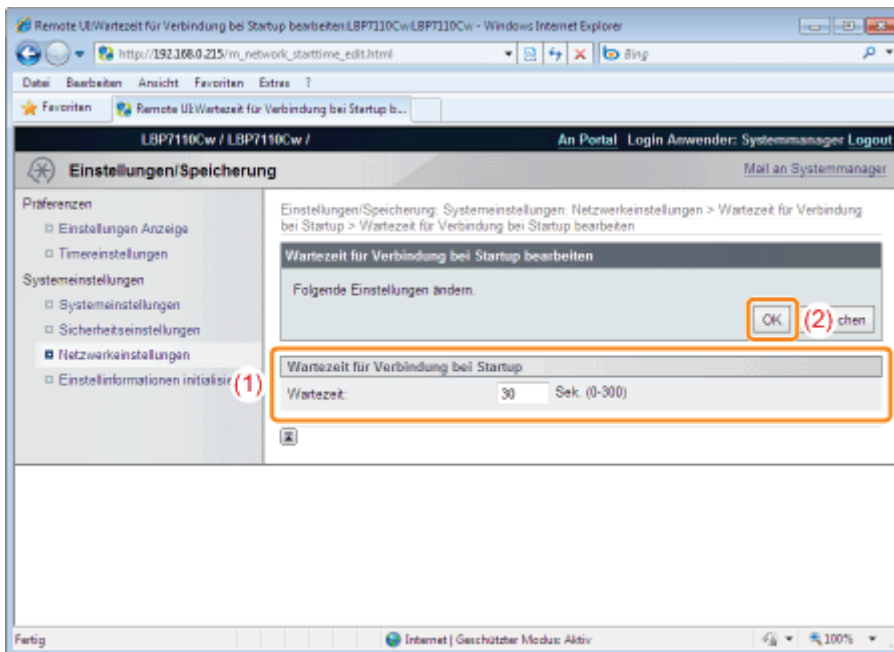 Remote UI:Wartezeit für Verbindung bei Startup bearbeiten:LBP7110Cw:LBP7110Cw - Windows Internet Explorer
http://192.168.0.215/m_network_starttime_edit.html
Bing
Datei Bearbeiten Ansicht Favoriten Extras ?
Favoriten Remote UI:Wartezeit für Verbindung bei Startup b...
LBP7110Cw / LBP7110Cw / An Portal Login Anwender: Systemmanager Logout
Einstellungen/Speicherung Mail an Systemmanager
Präferenzen
Einstellungen Anzeige
Timereinstellungen
Systemeinstellungen
Systemeinstellungen
Sicherheitseinstellungen
Netzwerkeinstellungen
Einstellinformationen
Einstellungen/Speicherung: Systemeinstellungen: Netzwerkeinstellungen > Wartezeit für Verbindung
bei Startup > Wartezeit für Verbindung bei Startup bearbeiten
Wartezeit für Verbindung bei Startup bearbeiten
Folgende Einstellungen ändern.
OK (2) chen
(1)
Wartezeit für Verbindung bei Startup
Wartezeit: 30 Sek. (0-300)
Fertig Internet | Geschützter Modus: Aktiv 100%